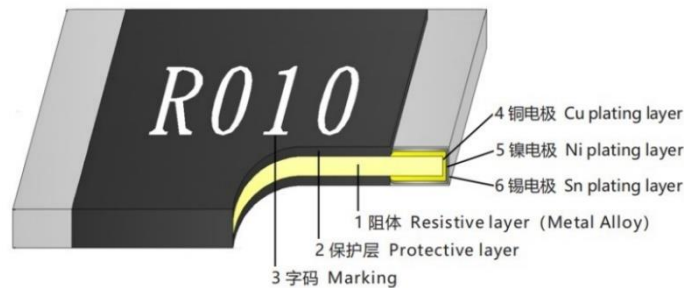 R010
4 铜电极 Cu plating layer
5 镍电极 Ni plating layer
6 锡电极 Sn plating layer
1 阻体 Resistive layer (Metal Alloy)
2 保护层 Protective layer
3 字码 Marking